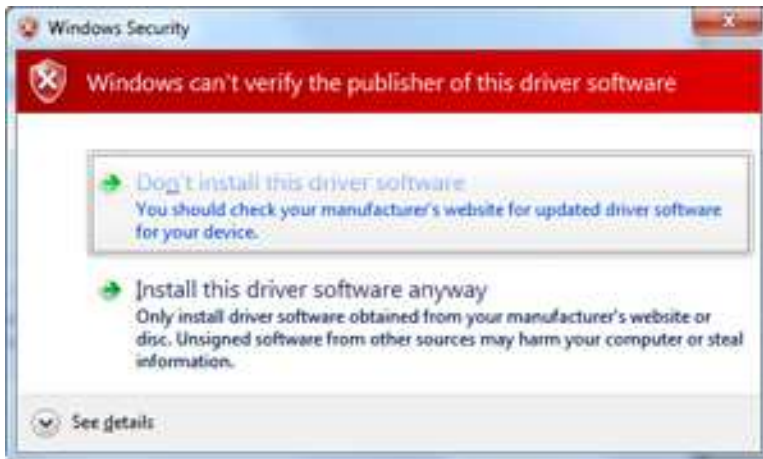 Windows Security
Windows can't verify the publisher of this driver software
Don't install this driver software
You should check your manufacturer's website for updated driver software
for your device.
Install this driver software anyway
Only install driver software obtained from your manufacturer's website or
disc. Unsigned software from other sources may harm your computer or steal
information.
See details